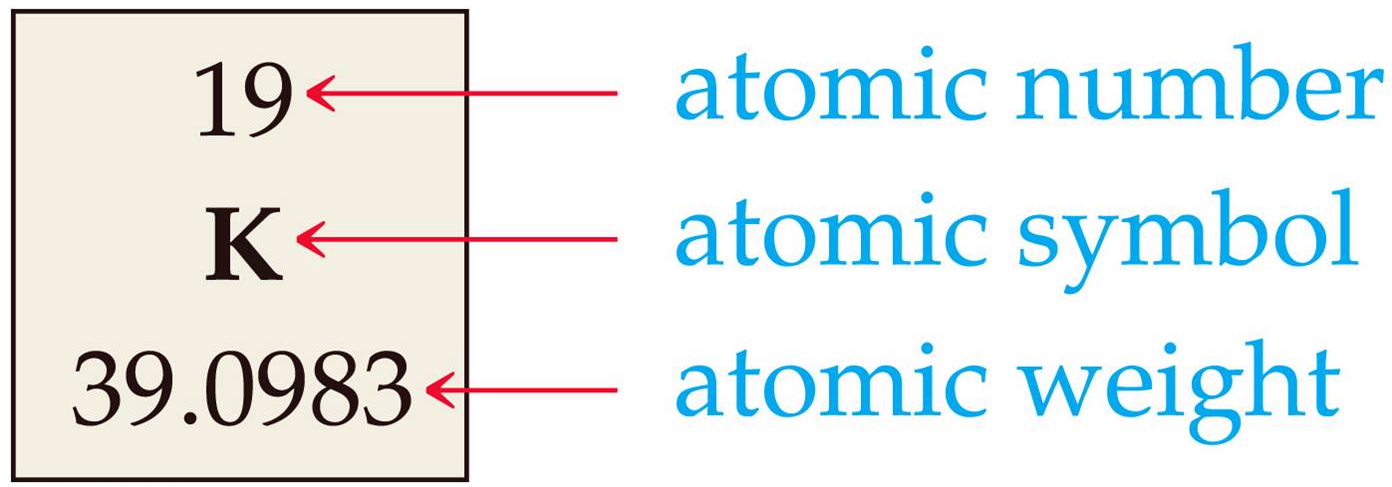 19 atomic number
K atomic symbol
39.0983 atomic weight